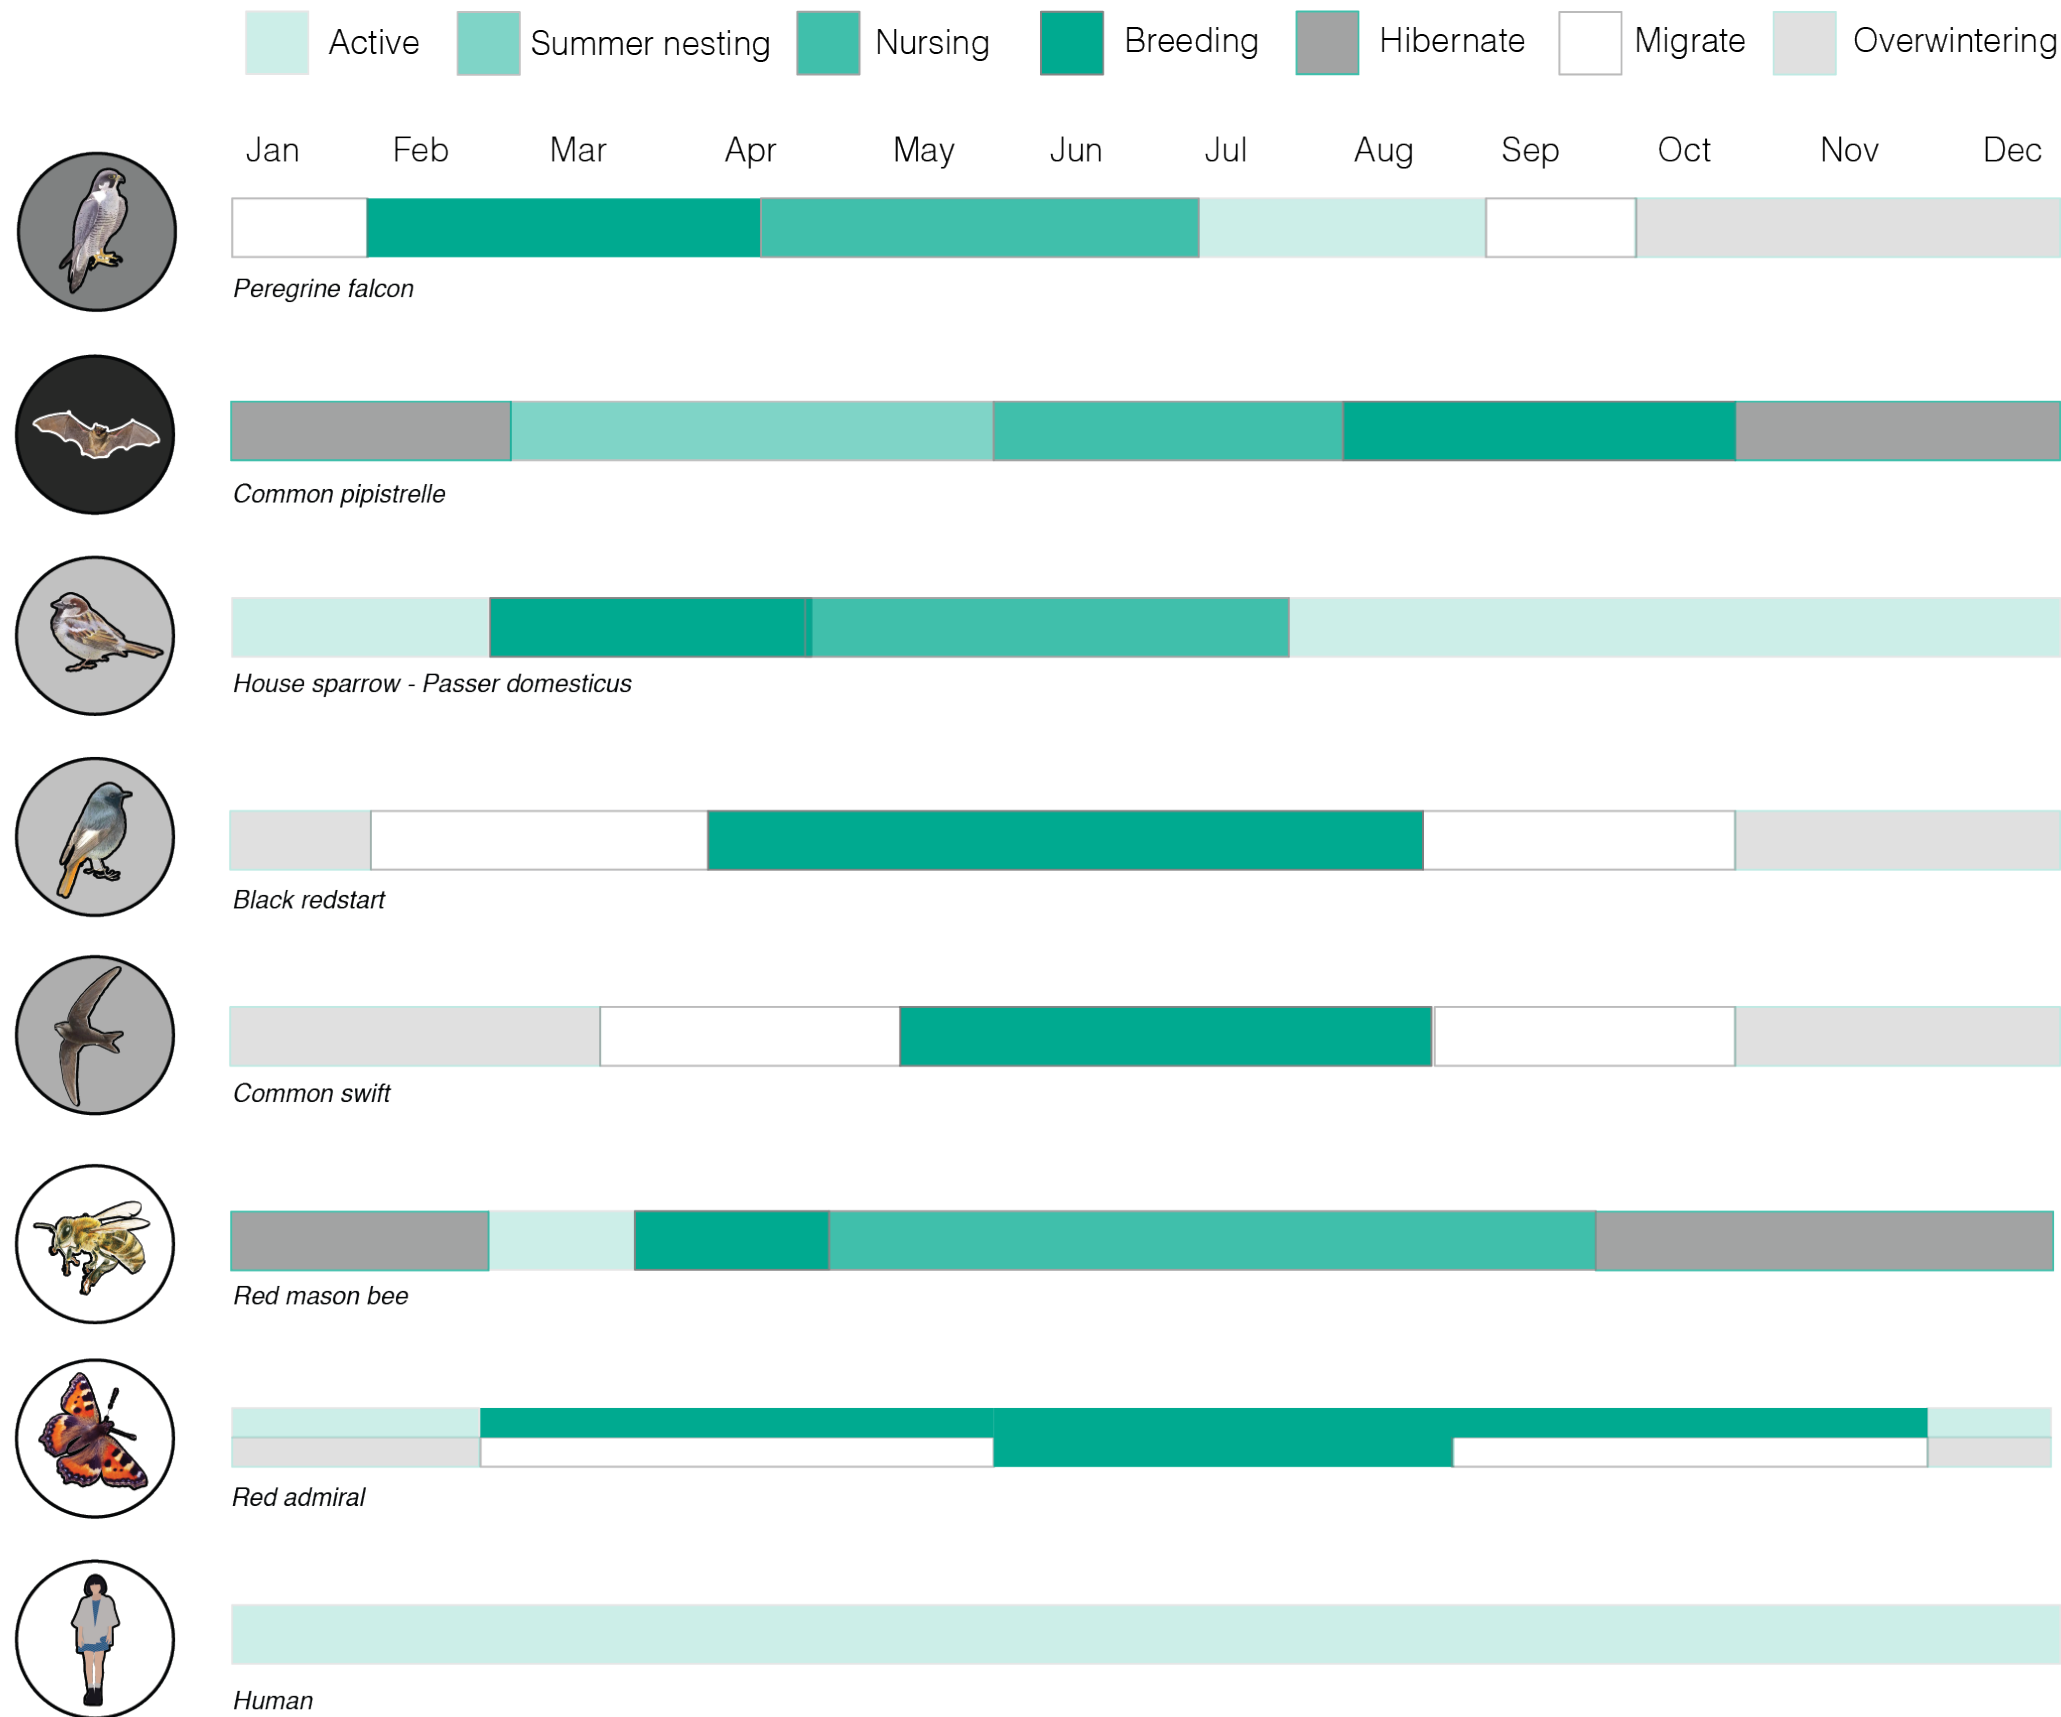 Active Summer nesting Nursing Breeding Hibernate Migrate Overwintering
Jan Feb Mar Apr May Jun Jul Aug Sep Oct Nov Dec
Peregrine falcon
Common pipistrelle
House sparrow - Passer domesticus
Black redstart
Common swift
Red mason bee
Red admiral
Human